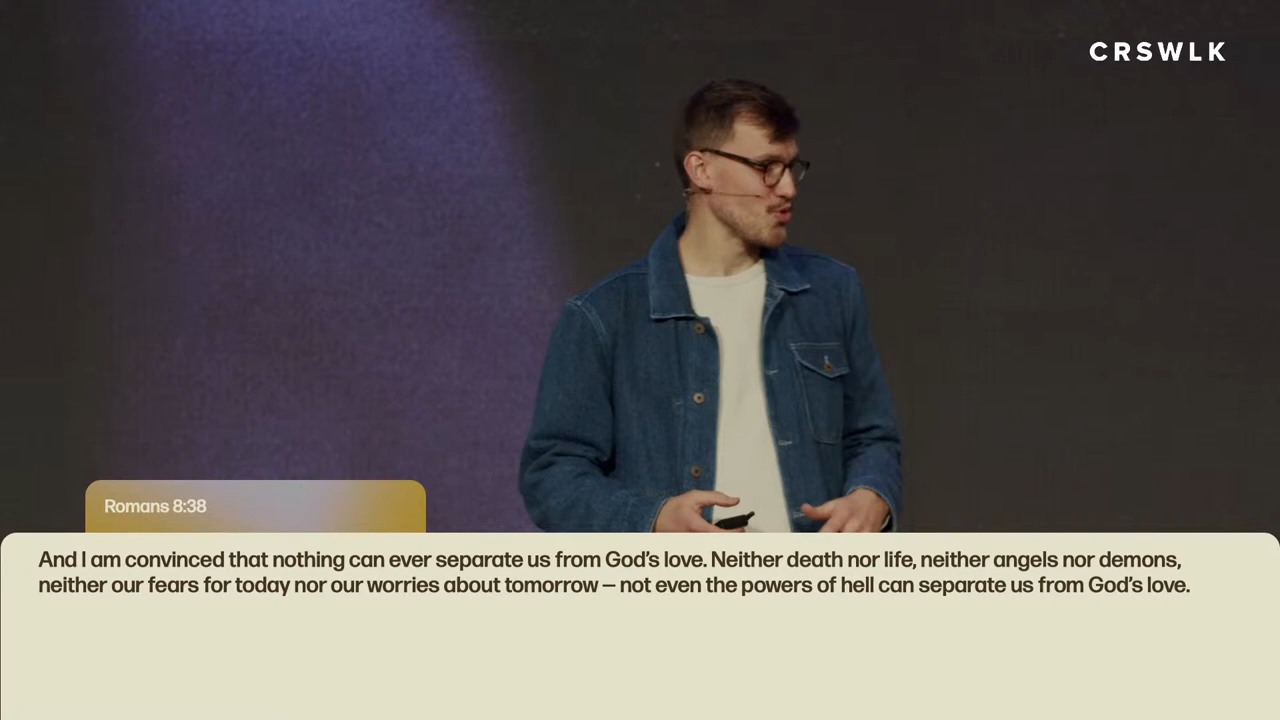 CRSWLK
Romans 8:38
And I am convinced that nothing can ever separate us from God’s love. Neither death nor life, neither angels nor demons,
neither our fears for today nor our worries about tomorrow — not even the powers of hell can separate us from God’s love.